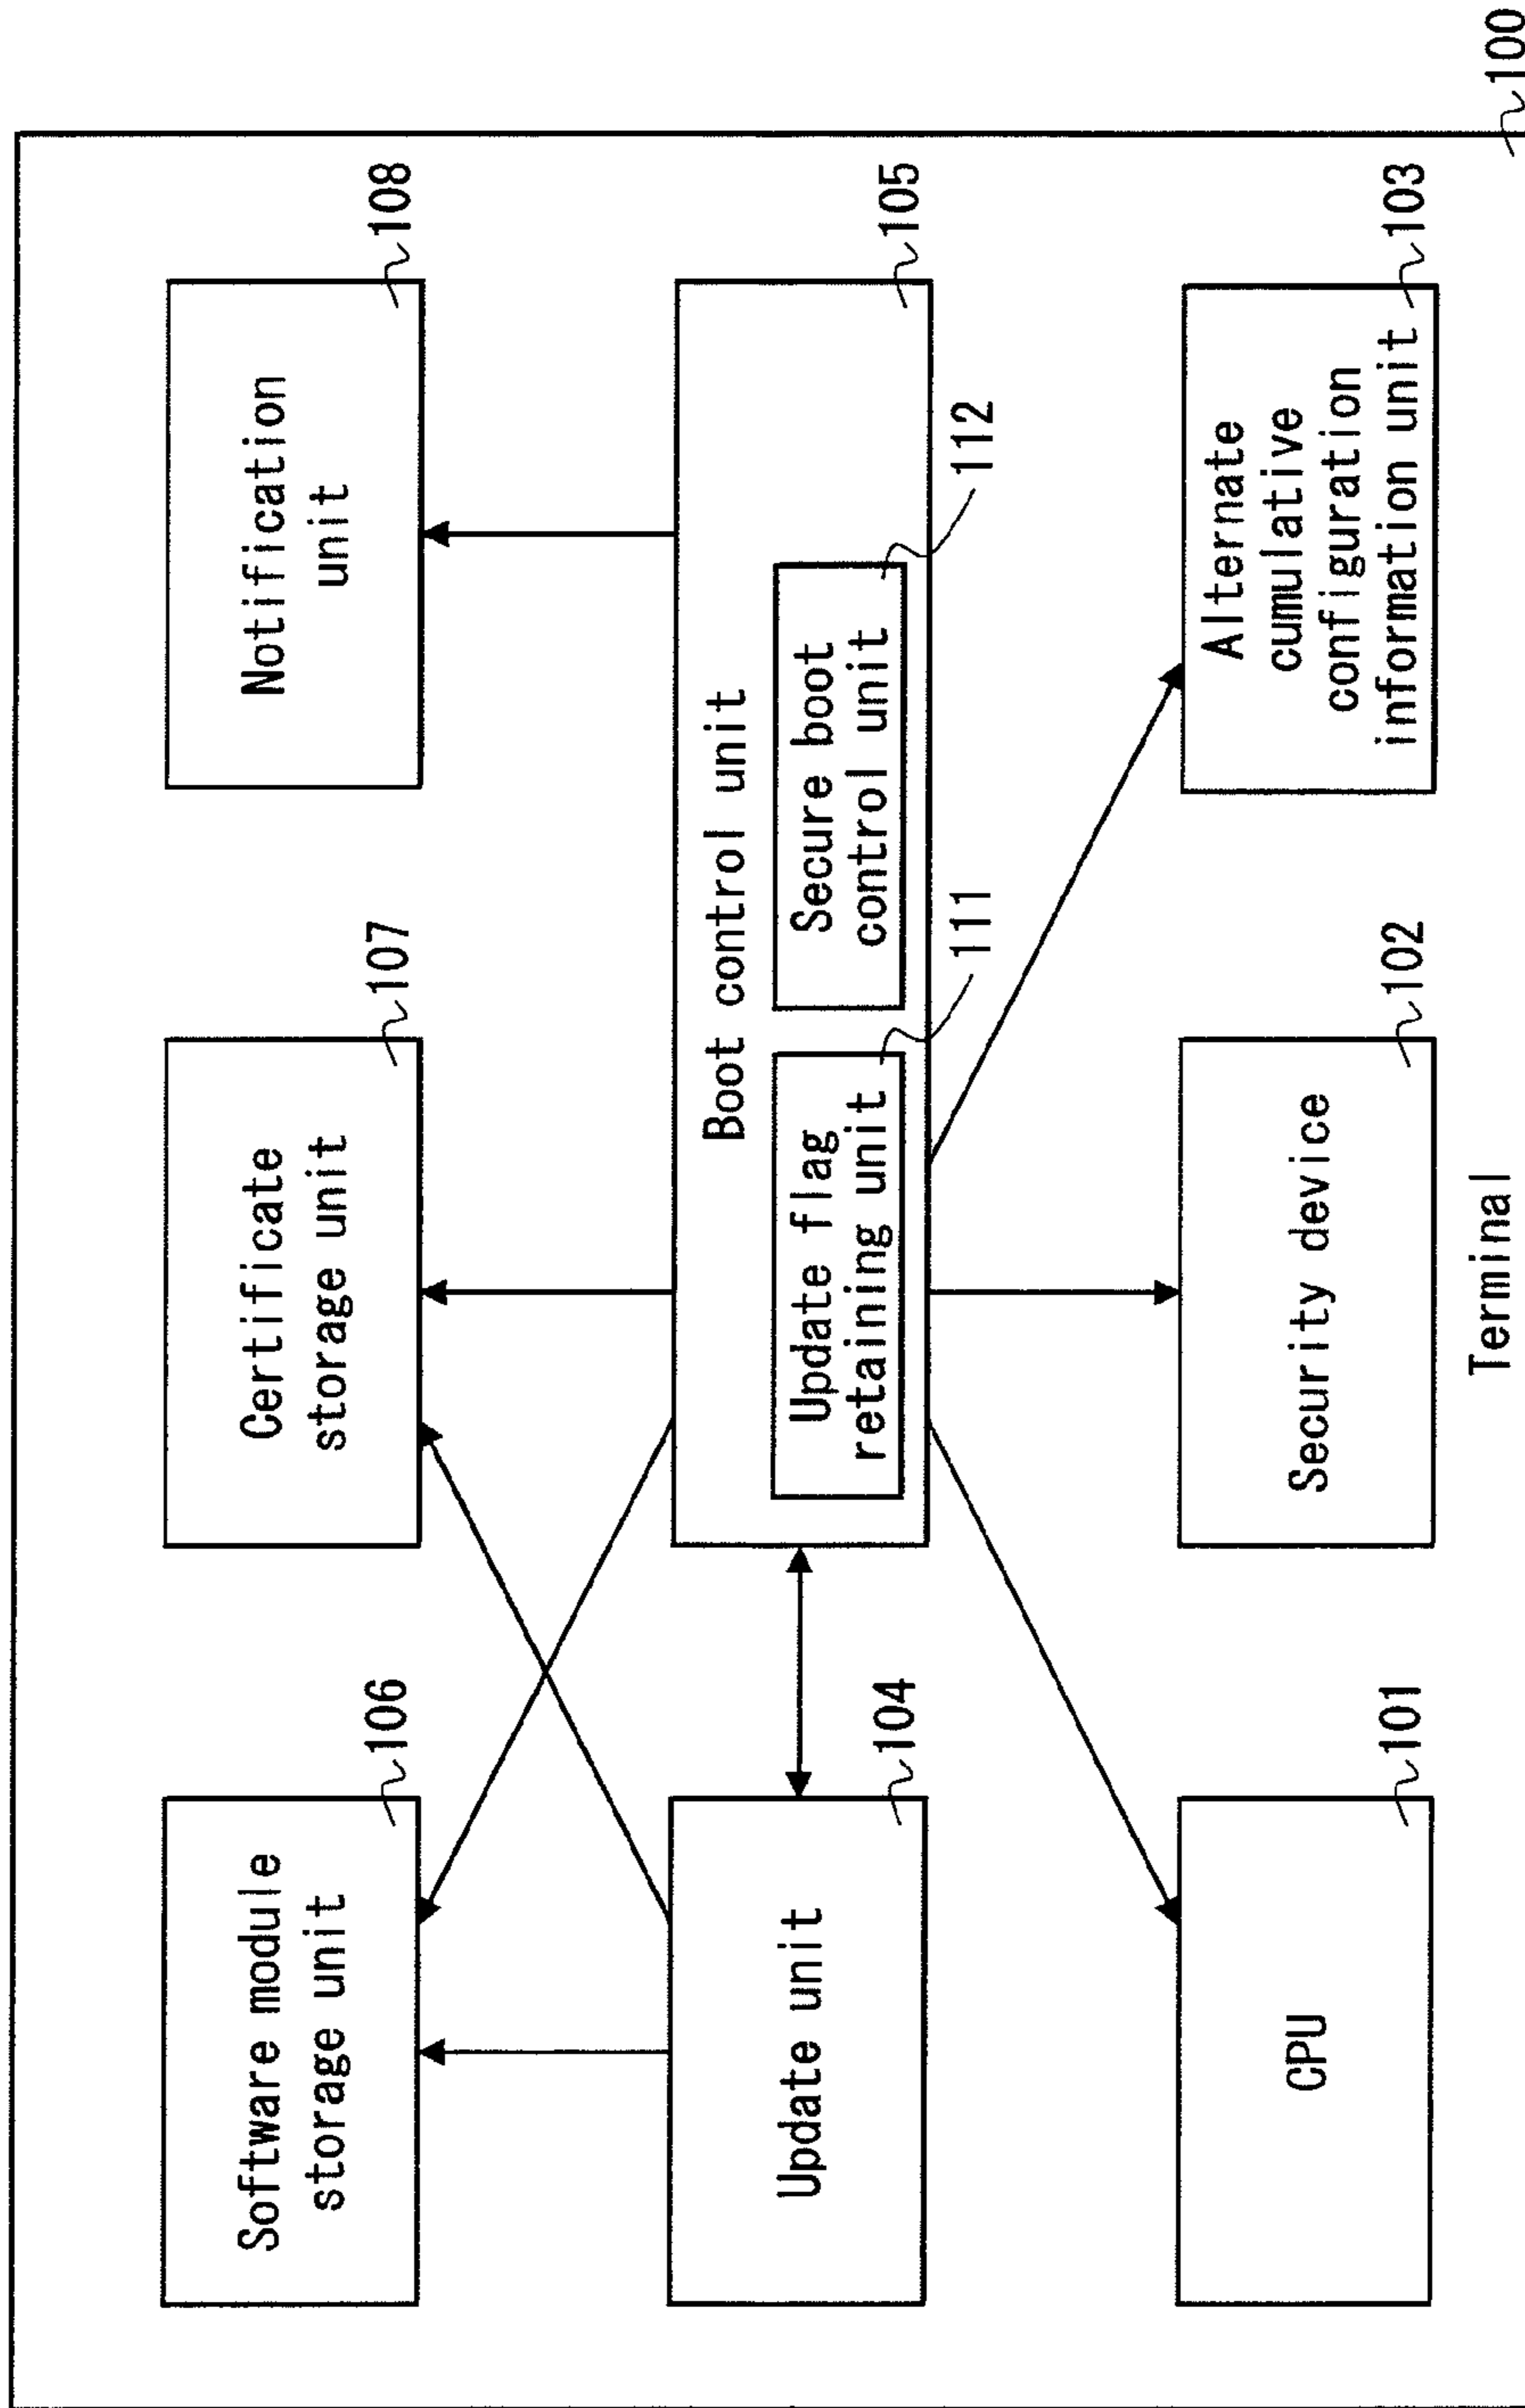 Software module
storage unit
106
Certificate
storage unit
107
Notification
unit
108
Update unit
104
Boot control unit
Update flag
retaining unit
111
Secure boot
control unit
112
105
CPU
101
Security device
102
Alternate
cumulative
configuration
information unit
103
Terminal
100